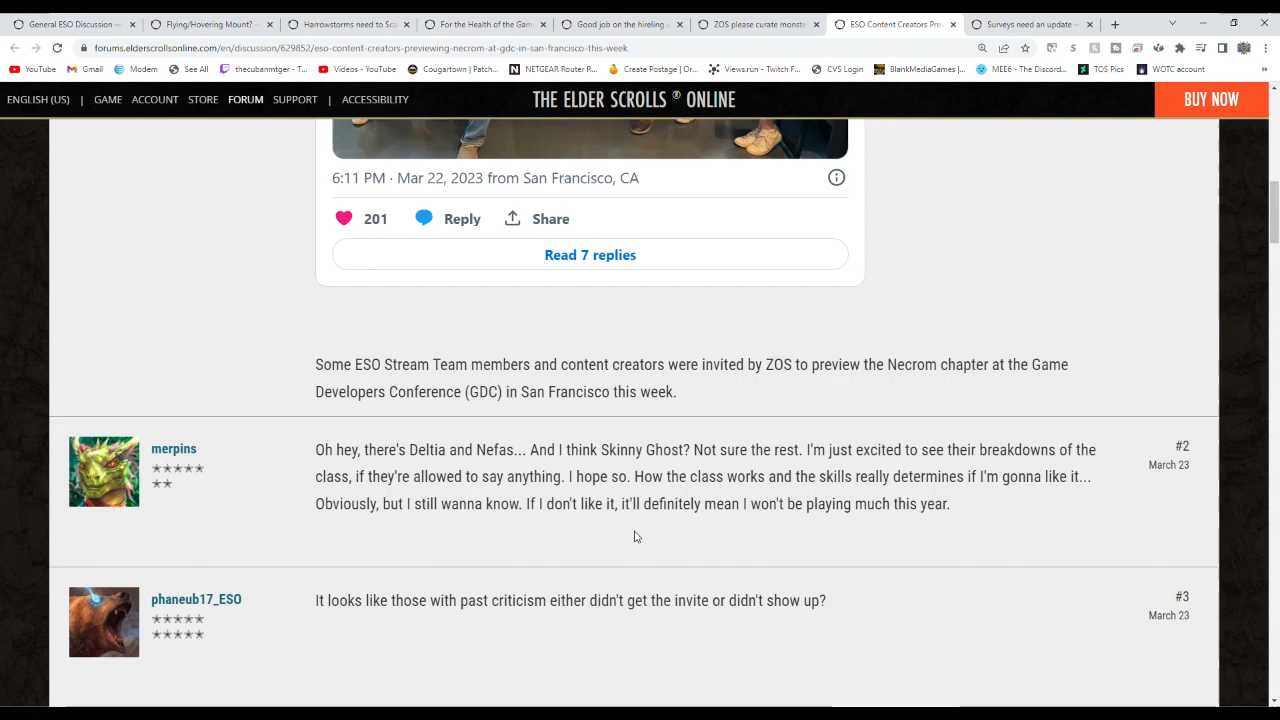 General ESO Discussion —
Flying/Hovering Mount? –
Harrowstorms need to Sca
For the Health of the Gam
Good job on the hireling u
ZOS please curate monste
ESO Content Creators Prev
Surveys need an update –
forums.elderscrollsonline.com/en/discussion/629852/eso-content-creators-previewing-necrom-at-gdc-in-san-francisco-this-week
YouTube
Gmail
Modem
See All
thecubanmtger - T...
Videos - YouTube
Cougartown | Patch...
NETGEAR Router R...
Create Postage | Or...
Views.run - Twitch F...
CVS Login
BlankMediaGames |...
MEE6 - The Discord...
TOS Pics
WOTC account
»
ENGLISH (US) | GAME ACCOUNT STORE FORUM SUPPORT | ACCESSIBILITY
THE ELDER SCROLLS ® ONLINE
BUY NOW
6:11 PM · Mar 22, 2023 from San Francisco, CA
201 Reply Share
Read 7 replies
Some ESO Stream Team members and content creators were invited by ZOS to preview the Necrom chapter at the Game
Developers Conference (GDC) in San Francisco this week.
merpins
Oh hey, there's Deltia and Nefas... And I think Skinny Ghost? Not sure the rest. I'm just excited to see their breakdowns of the
class, if they're allowed to say anything. I hope so. How the class works and the skills really determines if I'm gonna like it...
Obviously, but I still wanna know. If I don't like it, it'll definitely mean I won't be playing much this year.
#2
March 23
phaneub17_ESO
It looks like those with past criticism either didn't get the invite or didn't show up?
#3
March 23